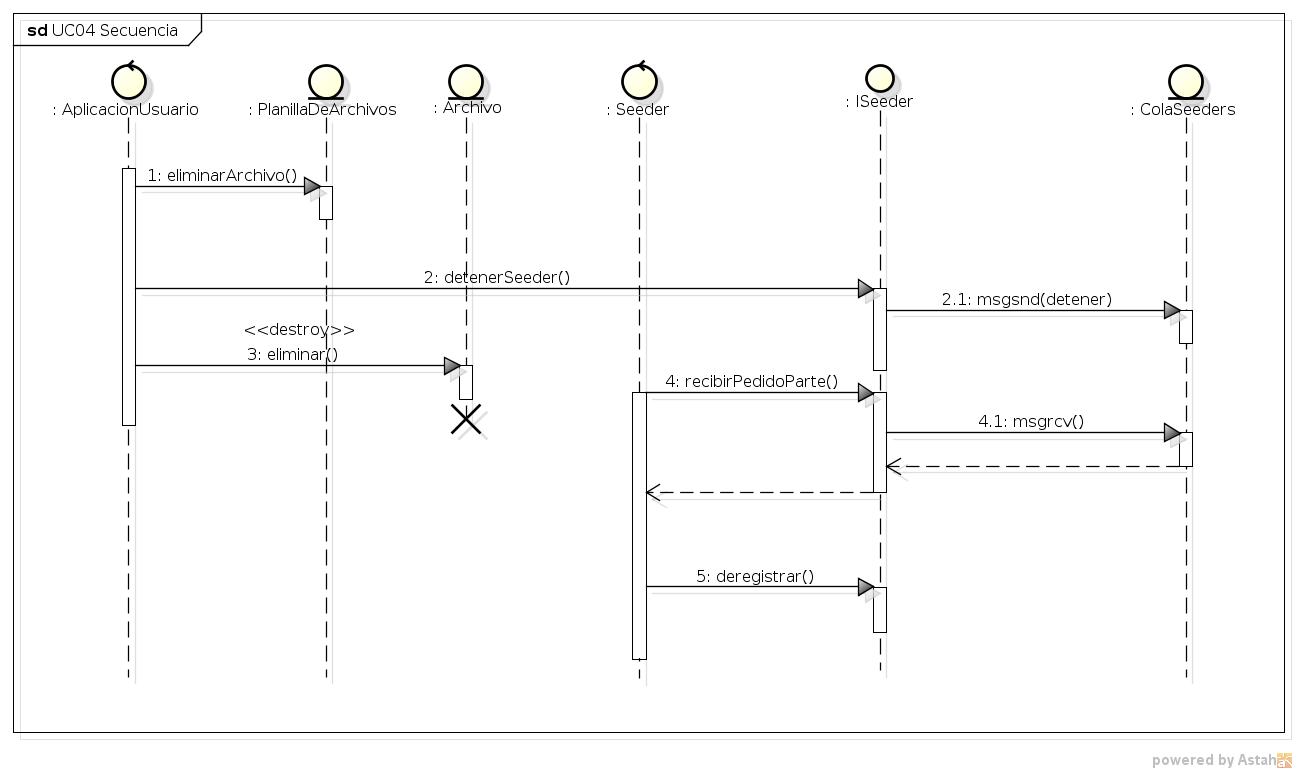 sd UC04 Secuencia
: AplicacionUsuario
: PlanillaDeArchivos
: Archivo
: Seeder
: ISeeder
: ColaSeeders
1: eliminarArchivo()
2: detenerSeeder()
2.1: msgsnd(detener)
<<destroy>>
3: eliminar()
4: recibirPedidoParte()
4.1: msgrcv()
5: deregistrar()
powered by Astah